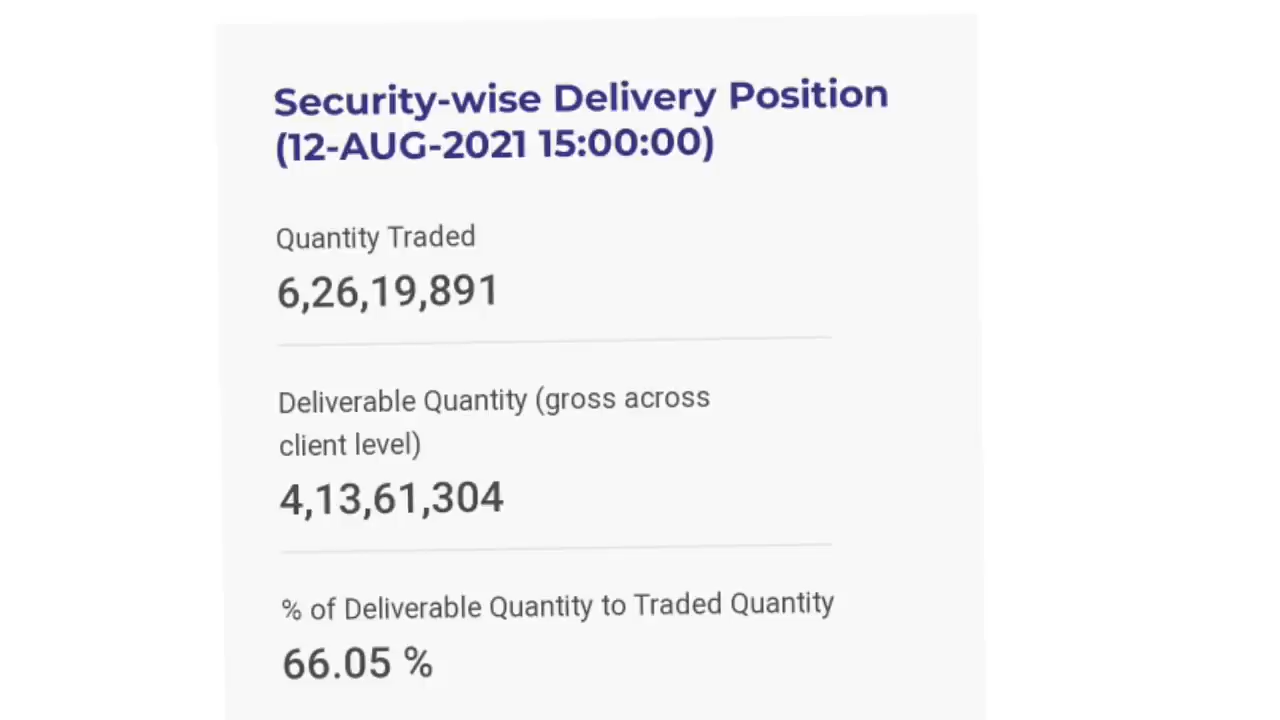 Security-wise Delivery Position
(12-AUG-2021 15:00:00)
Quantity Traded
6,26,19,891
Deliverable Quantity (gross across
client level)
4,13,61,304
% of Deliverable Quantity to Traded Quantity
66.05 %